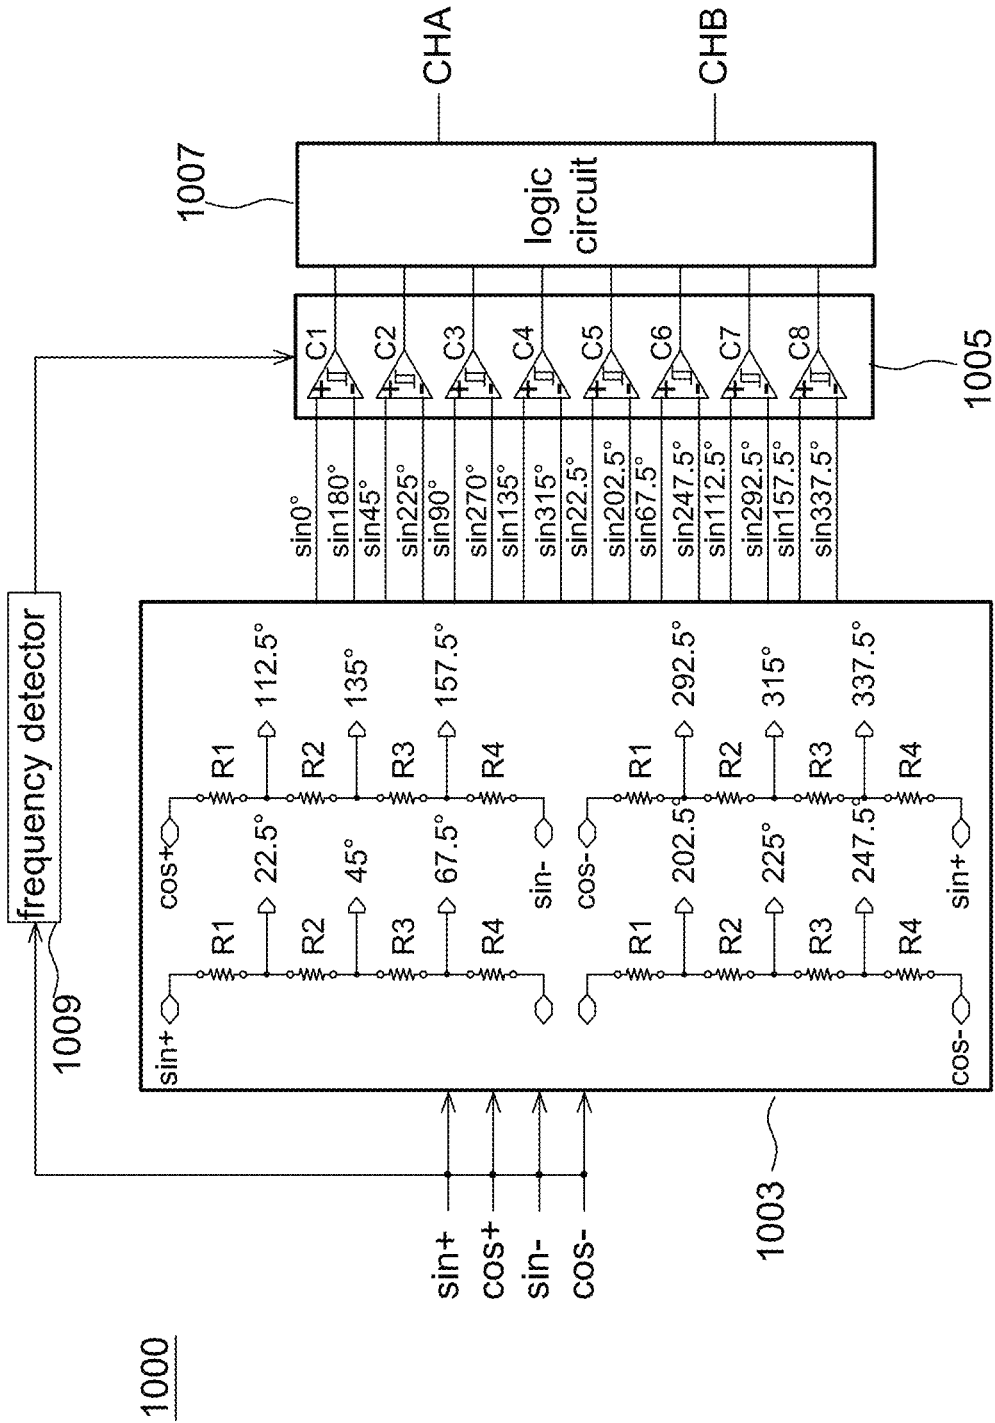 1000
frequency detector
1009
sin+
cos+
sin-
cos-
1003
sin+
R1
22.5°
R2
45°
R3
67.5°
R4
cos+
R1
112.5°
R2
135°
R3
157.5°
R4
sin-
R1
202.5°
R2
225°
R3
247.5°
R4
cos-
cos-
R1
292.5°
R2
315°
R3
337.5°
R4
sin+
sin0°
sin180°
sin45°
sin225°
sin90°
sin270°
sin135°
sin315°
sin22.5°
sin202.5°
sin67.5°
sin247.5°
sin112.5°
sin292.5°
sin157.5°
sin337.5°
+ - C1
+ - C2
+ - C3
+ - C4
+ - C5
+ - C6
+ - C7
+ - C8
1005
1007
logic
circuit
CHA
CHB